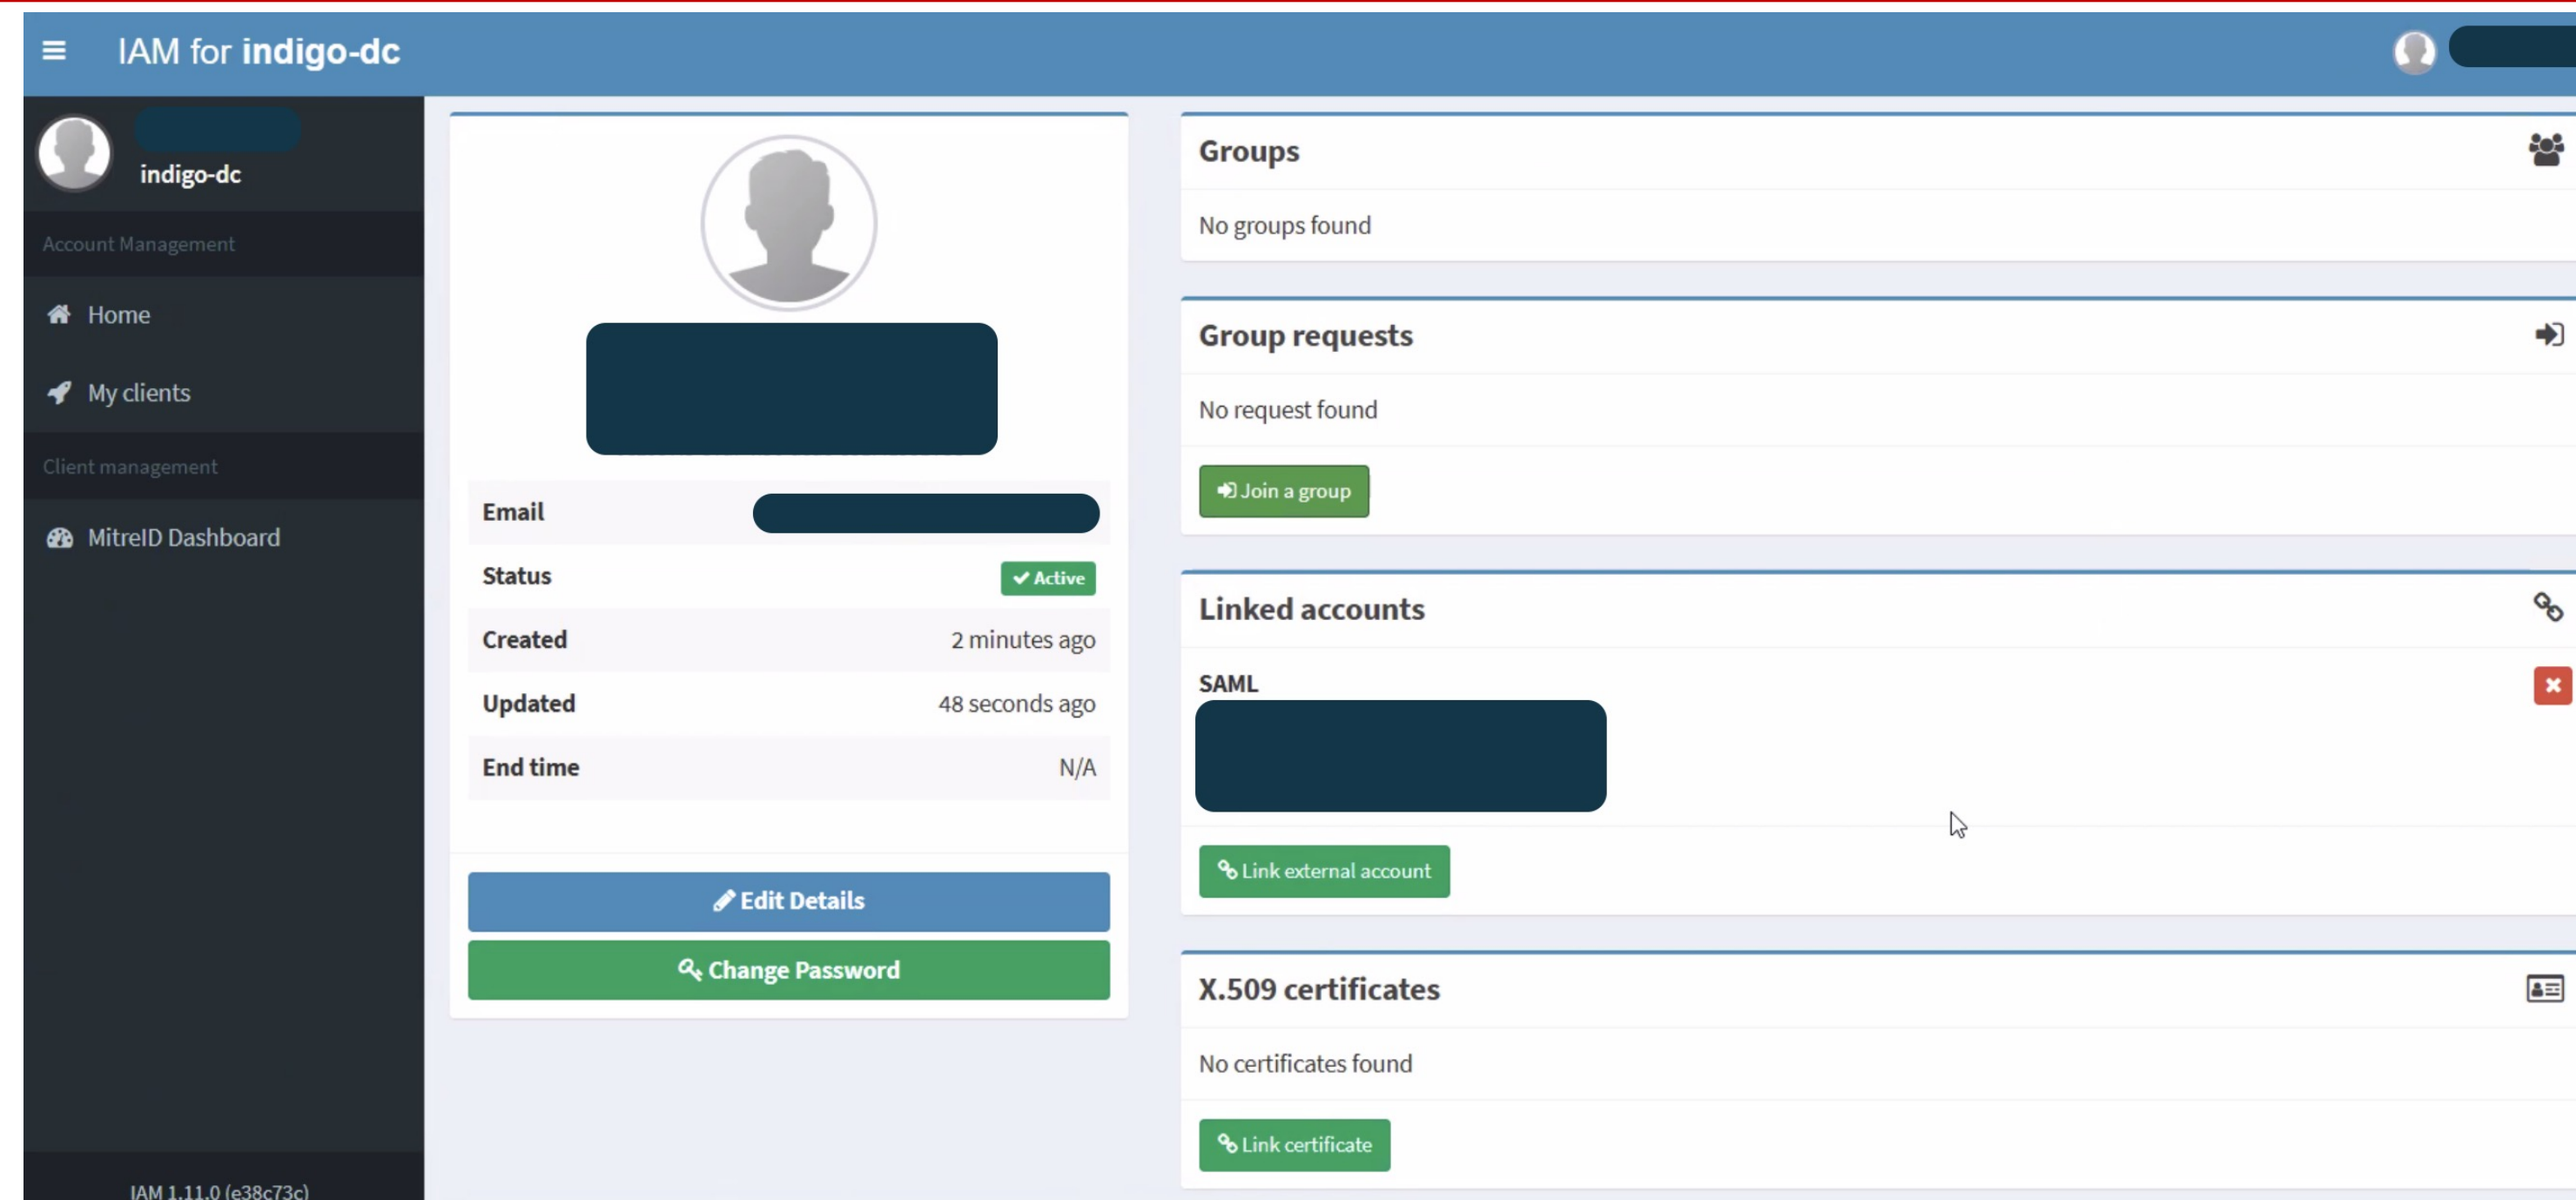 IAM for indigo-dc
indigo-dc
Account Management
Home
My clients
Client management
MitreID Dashboard
IAM 1.11.0 (e38c73c)
Email
Status
Active
Created
2 minutes ago
Updated
48 seconds ago
End time
N/A
Edit Details
Change Password
Groups
No groups found
Group requests
No request found
Join a group
Linked accounts
SAML
Link external account
X.509 certificates
No certificates found
Link certificate